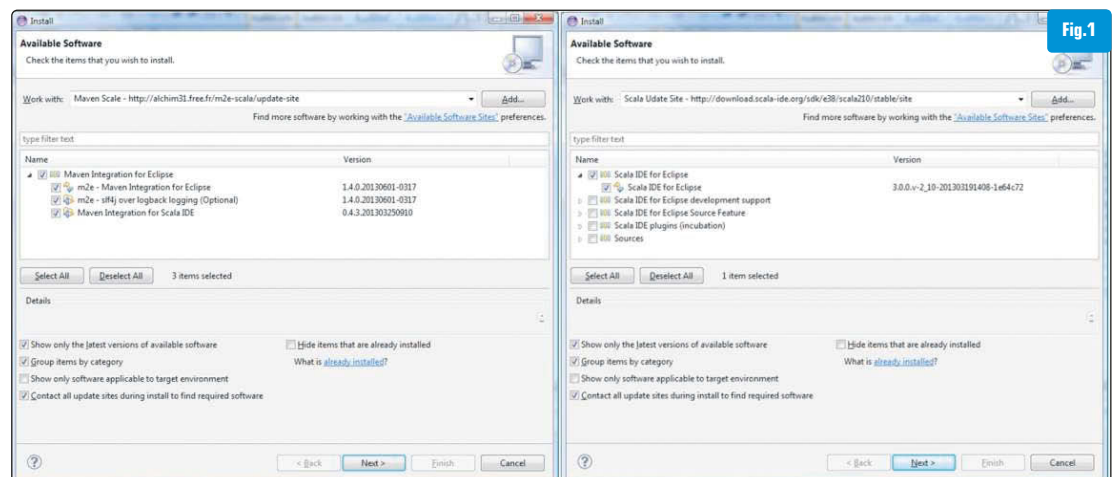 Fig.1
Install
Available Software
Check the items that you wish to install.
Work with: Maven Scale - http://alchim31.free.fr/m2e-scala/update-site
Add...
Find more software by working with the "Available Software Sites" preferences.
type filter text
Name Version
Maven Integration for Eclipse
m2e - Maven Integration for Eclipse 1.4.0.20130601-0317
m2e - slf4j over logback logging (Optional) 1.4.0.20130601-0317
Maven Integration for Scala IDE 0.4.3.201303250910
Select All Deselect All 3 items selected
Details
Show only the latest versions of available software Hide items that are already installed
Group items by category What is already installed?
Show only software applicable to target environment
Contact all update sites during install to find required software
< Back Next > Finish Cancel
Install
Available Software
Check the items that you wish to install.
Work with: Scala Udate Site - http://download.scala-ide.org/sdk/e38/scala210/stable/site
Add...
Find more software by working with the "Available Software Sites" preferences.
type filter text
Name Version
Scala IDE for Eclipse
Scala IDE for Eclipse 3.0.0.v-2_10-201303191408-1e64c72
Scala IDE for Eclipse development support
Scala IDE for Eclipse Source Feature
Scala IDE plugins (incubation)
Sources
Select All Deselect All 1 item selected
Details
Show only the latest versions of available software Hide items that are already installed
Group items by category What is already installed?
Show only software applicable to target environment
Contact all update sites during install to find required software
< Back Next > Finish Cancel